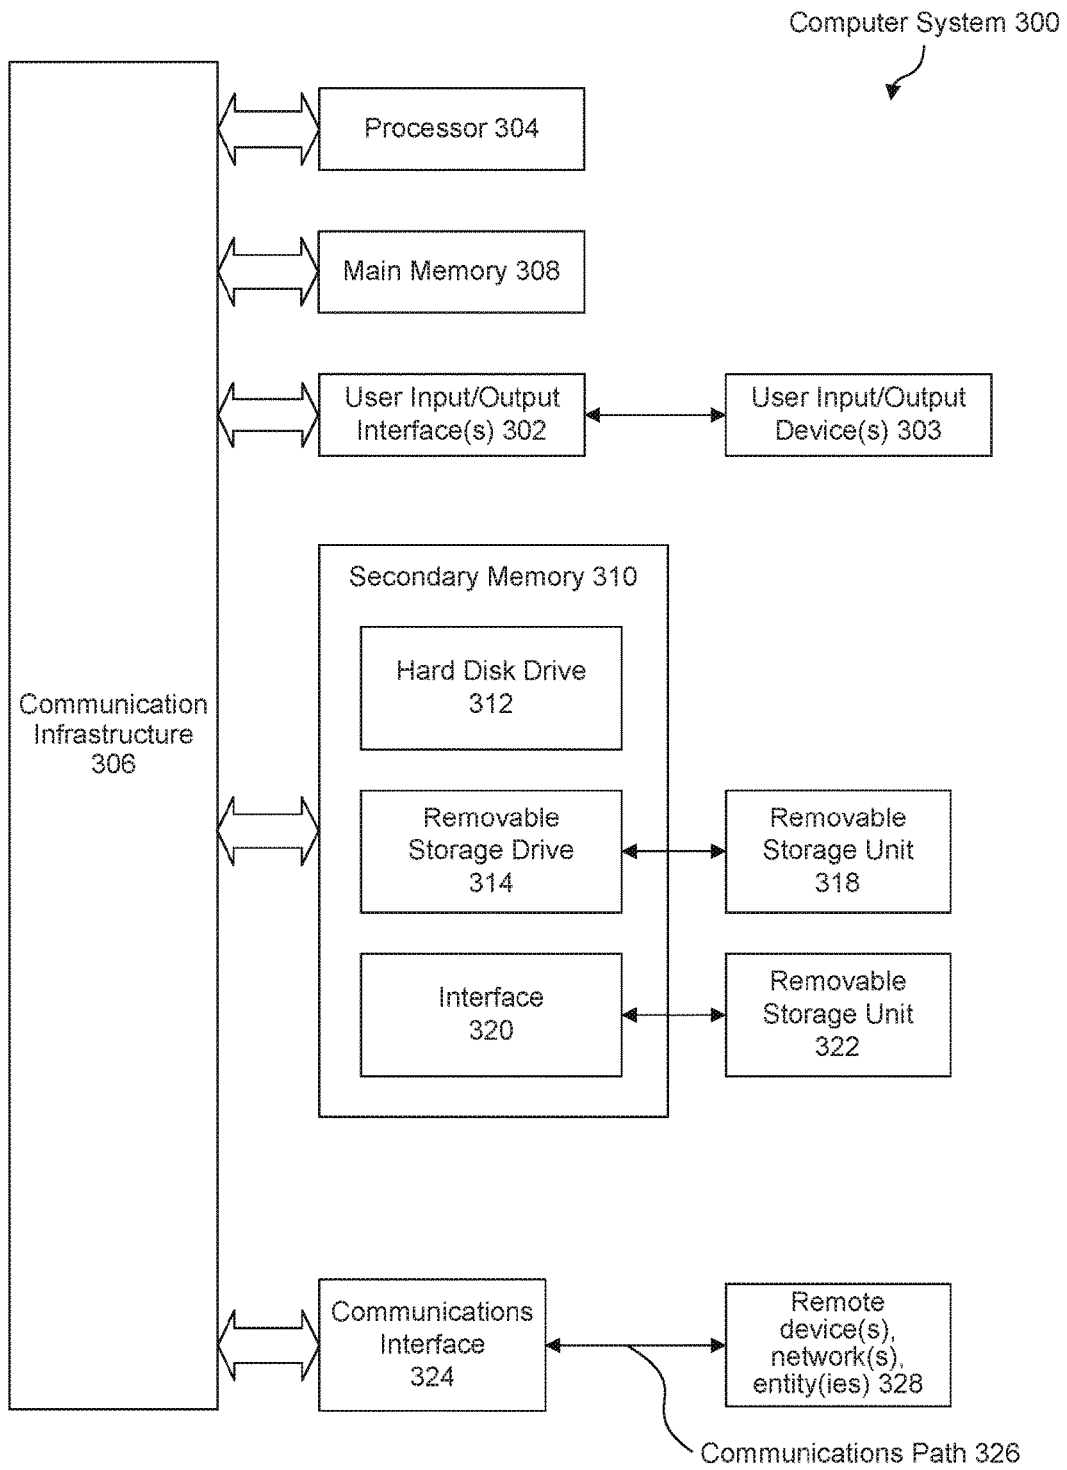 Computer System 300
Processor 304
Main Memory 308
User Input/Output
Interface(s) 302
User Input/Output
Device(s) 303
Secondary Memory 310
Hard Disk Drive
312
Communication
Infrastructure
306
Removable
Storage Drive
314
Removable
Storage Unit
318
Interface
320
Removable
Storage Unit
322
Communications
Interface
324
Remote
device(s),
network(s),
entity(ies) 328
Communications Path 326